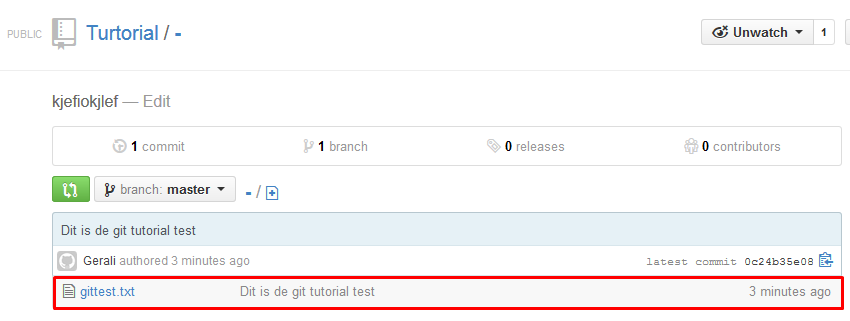 PUBLIC Turtorial / - Unwatch 1
kjefiokjlef — Edit
1 commit 1 branch 0 releases 0 contributors
branch: master - /
Dit is de git tutorial test
Gerali authored 3 minutes ago latest commit 0c24b35e08
gittest.txt Dit is de git tutorial test 3 minutes ago